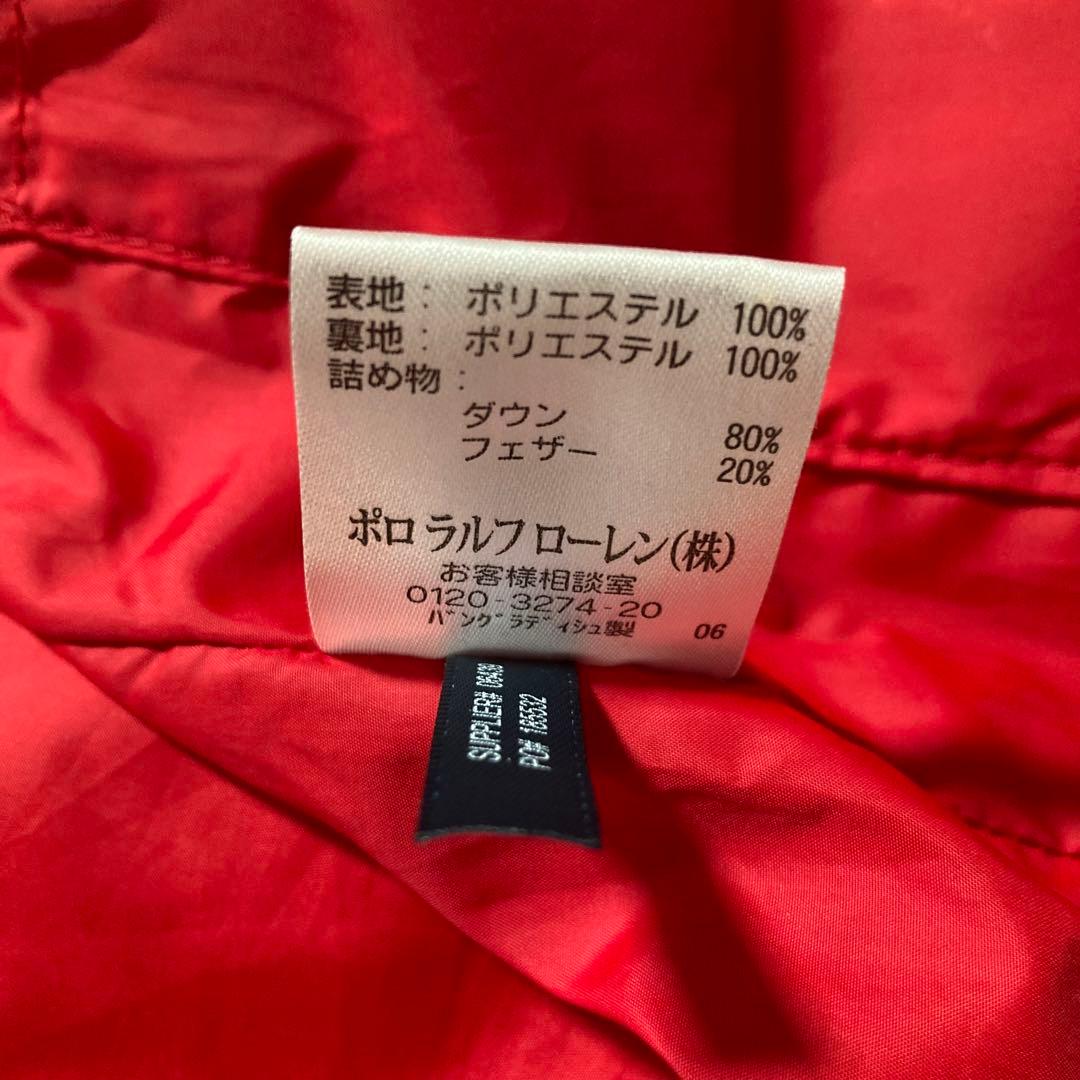 表地： ポリエステル 100%
裏地： ポリエステル 100%
詰め物：
ダウン 80%
フェザー 20%
ポロ ラルフ ローレン(株)
お客様相談室
0120-3274-20
バングラディシュ製 06
SUPPLIER#
PO# 185532